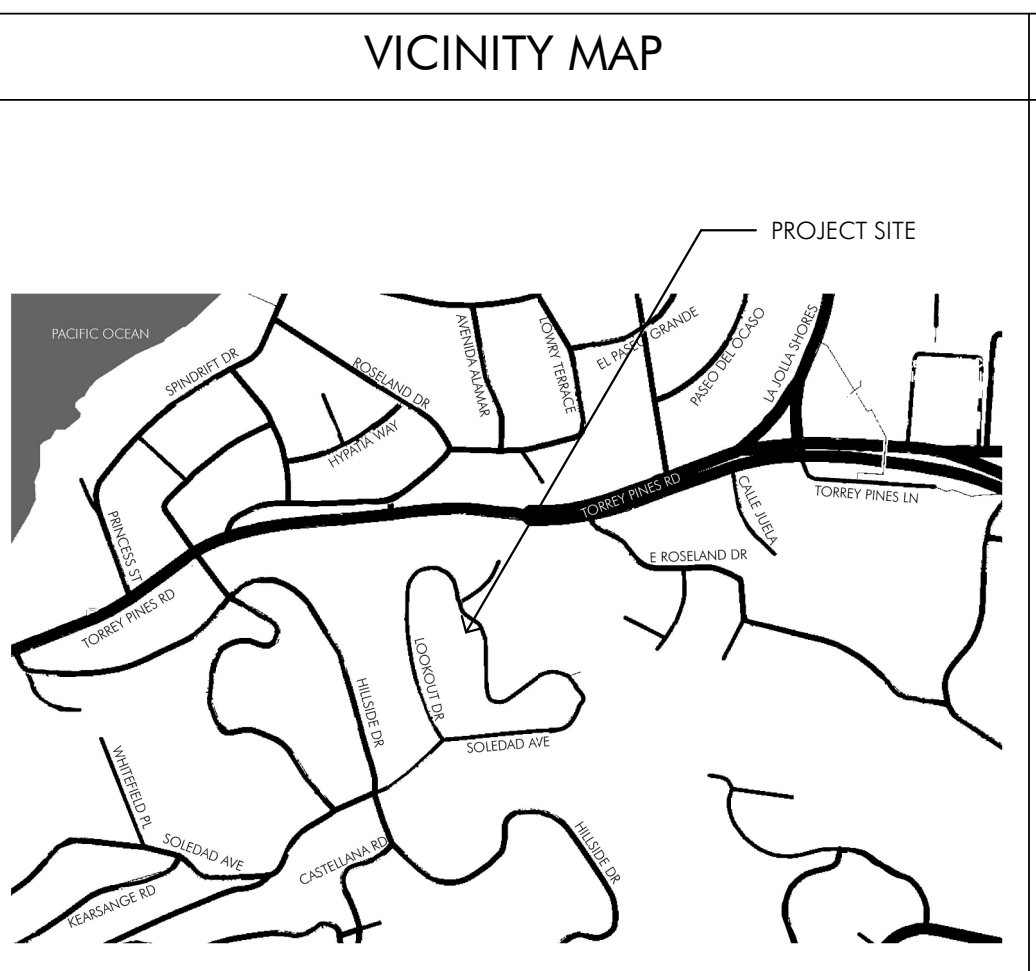 VICINITY MAP
PROJECT SITE
PACIFIC OCEAN
SPINDRIFT DR
ROSELAND DR
AVENIDA ALAMAR
LOWRY TERRACE
EL PASEO GRANDE
PASEO DEL OCASO
LA JOLLA SHORES
HYPATIA WAY
PRINCESS ST
TORREY PINES RD
TORREY PINES RD
CALLE JUELA
TORREY PINES LN
E ROSELAND DR
LOOKOUT DR
HILLSIDE DR
SOLEDAD AVE
WHITEFIELD PL
SOLEDAD AVE
CASTELLANA RD
HILLSIDE DR
KEARSANGE RD